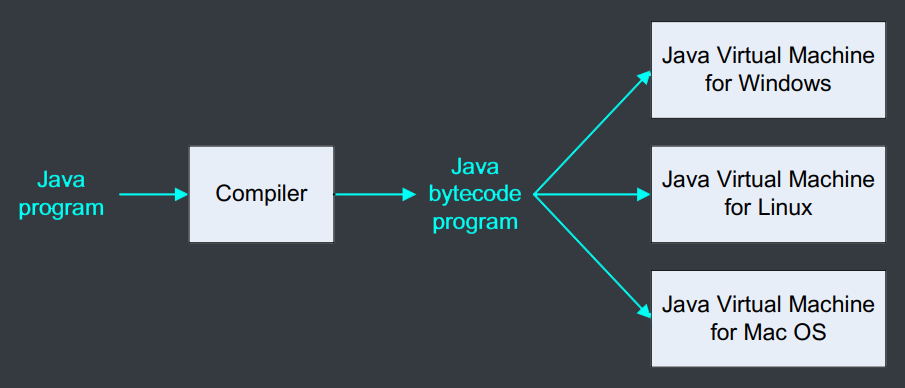 Java
program
Compiler
Java
bytecode
program
Java Virtual Machine
for Windows
Java Virtual Machine
for Linux
Java Virtual Machine
for Mac OS